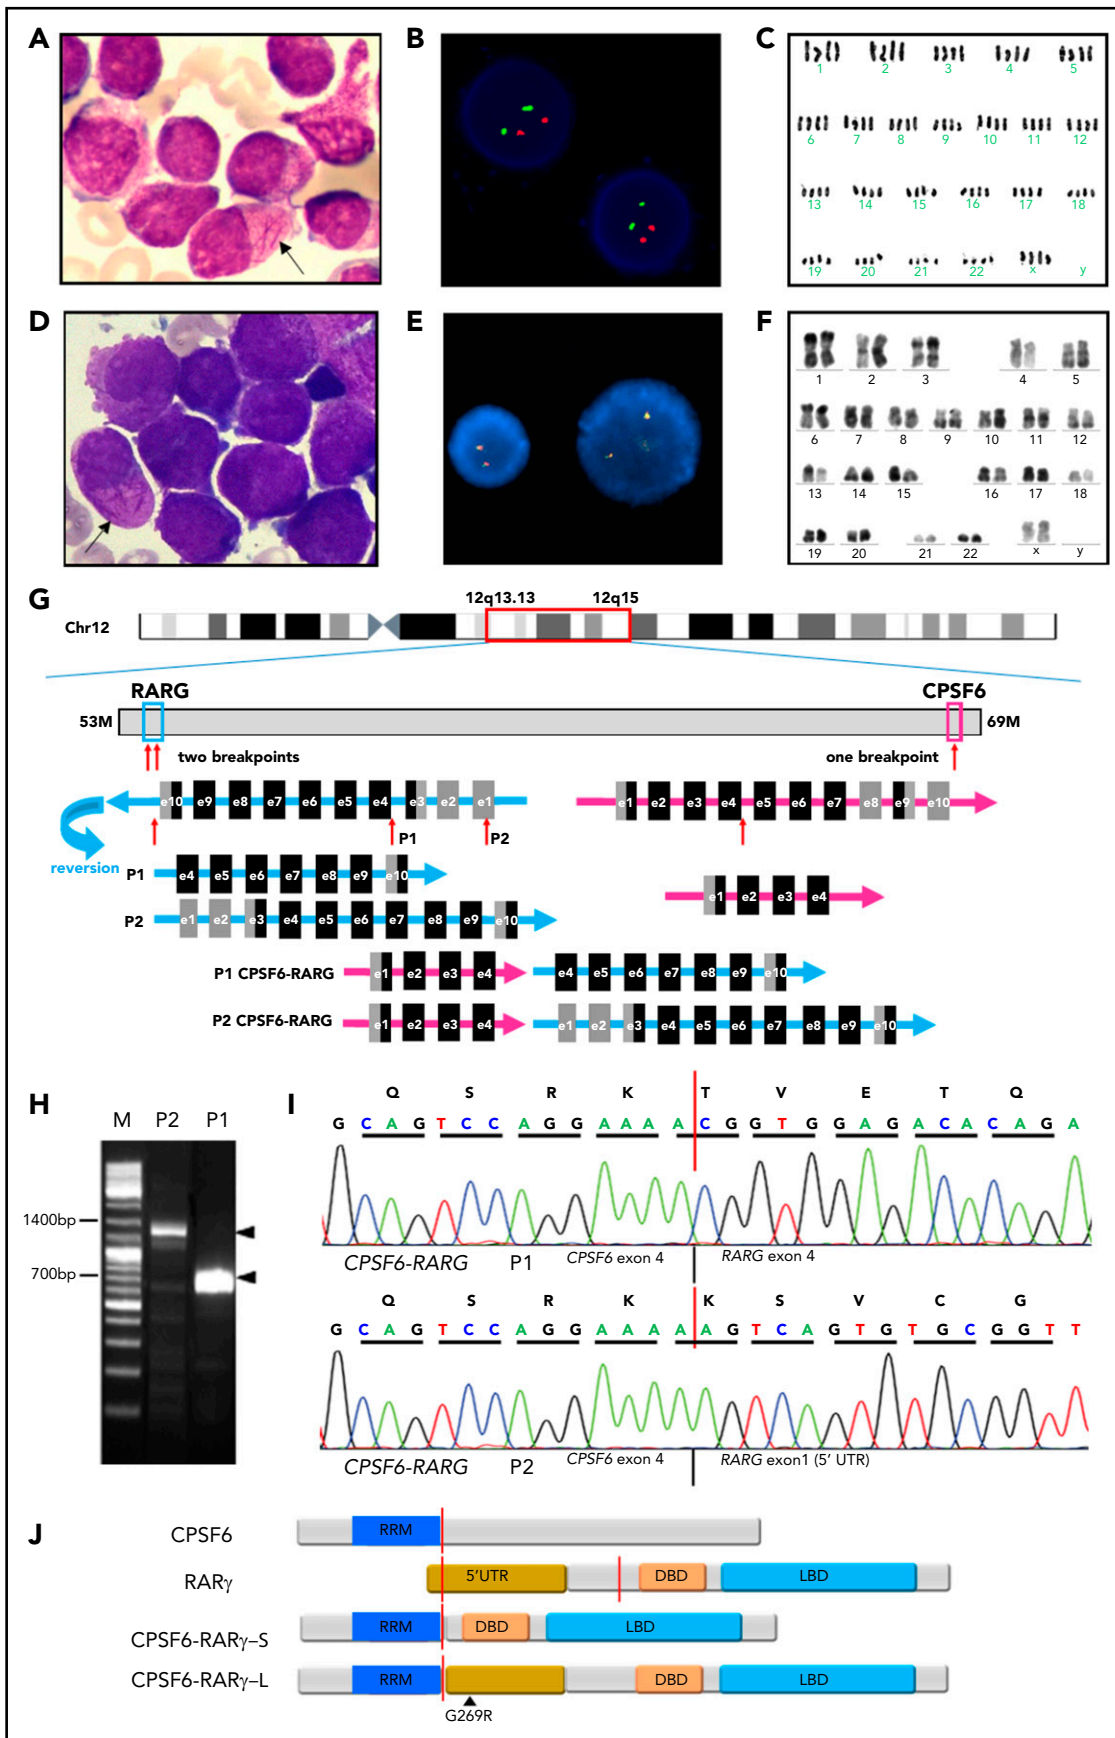 A
B
C
1 2 3 4 5
6 7 8 9 10 11 12
13 14 15 16 17 18
19 20 21 22 x y
D
E
F
1 2 3 4 5
6 7 8 9 10 11 12
13 14 15 16 17 18
19 20 21 22 x y
G
12q13.13 12q15
Chr12
RARG CPSF6
53M 69M
two breakpoints one breakpoint
e10 e9 e8 e7 e6 e5 e4 e3 e2 e1
e1 e2 e3 e4 e5 e6 e7 e8 e9 e10
P1 P2
reversion
P1 e4 e5 e6 e7 e8 e9 e10
e1 e2 e3 e4
P2 e1 e2 e3 e4 e5 e6 e7 e8 e9 e10
P1 CPSF6-RARG e1 e2 e3 e4 e4 e5 e6 e7 e8 e9 e10
P2 CPSF6-RARG e1 e2 e3 e4 e1 e2 e3 e4 e5 e6 e7 e8 e9 e10
H
M P2 P1
1400bp
700bp
I
Q S R K T V E T Q
G C A G T C C A G G A A A A C G G T G G A G A C A C A G A
CPSF6-RARG P1 CPSF6 exon 4 RARG exon 4
Q S R K K S V C G
G C A G T C C A G G A A A A A G T C A G T G T G C G G T T
CPSF6-RARG P2 CPSF6 exon 4 RARG exon1 (5' UTR)
J
CPSF6 RRM
RARγ 5'UTR DBD LBD
CPSF6-RARγ–S RRM DBD LBD
CPSF6-RARγ–L RRM DBD LBD
G269R